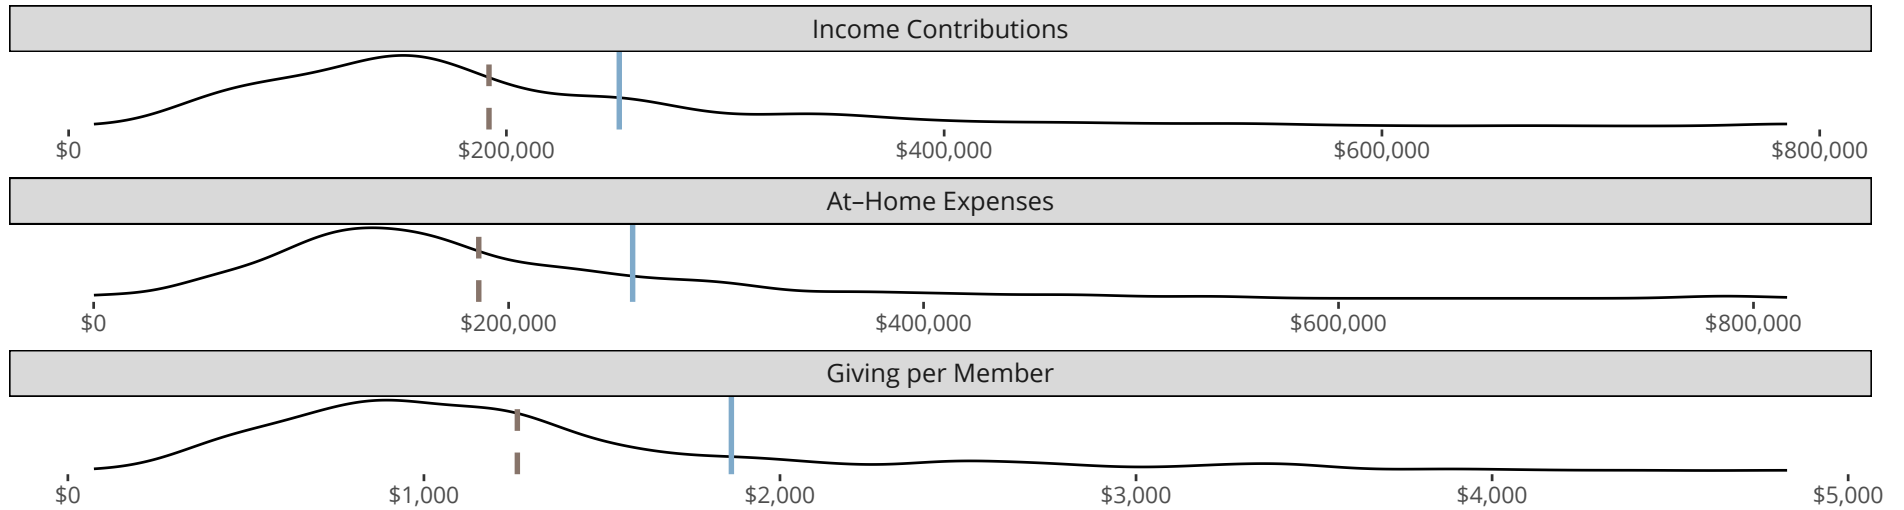 Income Contributions
$0 $200,000 $400,000 $600,000 $800,000
At–Home Expenses
$0 $200,000 $400,000 $600,000 $800,000
Giving per Member
$0 $1,000 $2,000 $3,000 $4,000 $5,000